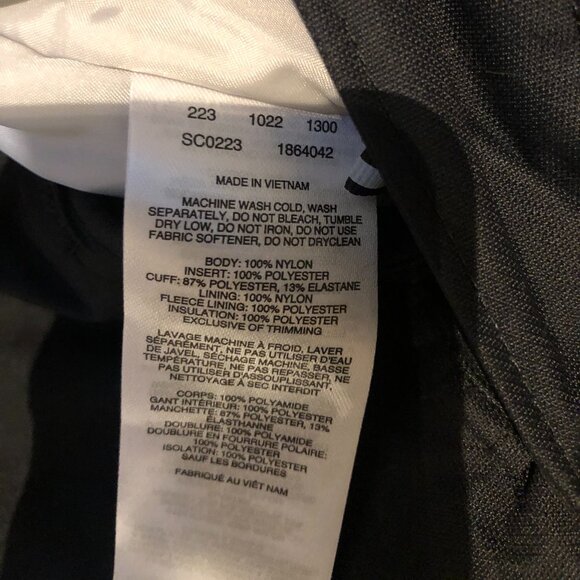 223 1022 1300
SC0223 1864042
MADE IN VIETNAM
MACHINE WASH COLD, WASH
SEPARATELY, DO NOT BLEACH, TUMBLE
DRY LOW, DO NOT IRON, DO NOT USE
FABRIC SOFTENER, DO NOT DRYCLEAN
BODY: 100% NYLON
INSERT: 100% POLYESTER
CUFF: 87% POLYESTER, 13% ELASTANE
LINING: 100% NYLON
FLEECE LINING: 100% POLYESTER
INSULATION: 100% POLYESTER
EXCLUSIVE OF TRIMMING
LAVAGE MACHINE À FROID, LAVER
SÉPARÉMENT, NE PAS UTILISER D'EAU
DE JAVEL, SÉCHAGE MACHINE, BASSE
TEMPÉRATURE, NE PAS REPASSER, NE
PAS UTILISER D'ASSOUPLISSANT,
NETTOYAGE À SEC INTERDIT
CORPS: 100% POLYAMIDE
GANT INTÉRIEUR: 100% POLYESTER
MANCHETTE: 87% POLYESTER, 13%
ÉLASTHANNE
DOUBLURE: 100% POLYAMIDE
DOUBLURE EN FOURRURE POLAIRE:
100% POLYESTER
ISOLATION: 100% POLYESTER
SAUF LES BORDURES
FABRIQUÉ AU VIÊT NAM